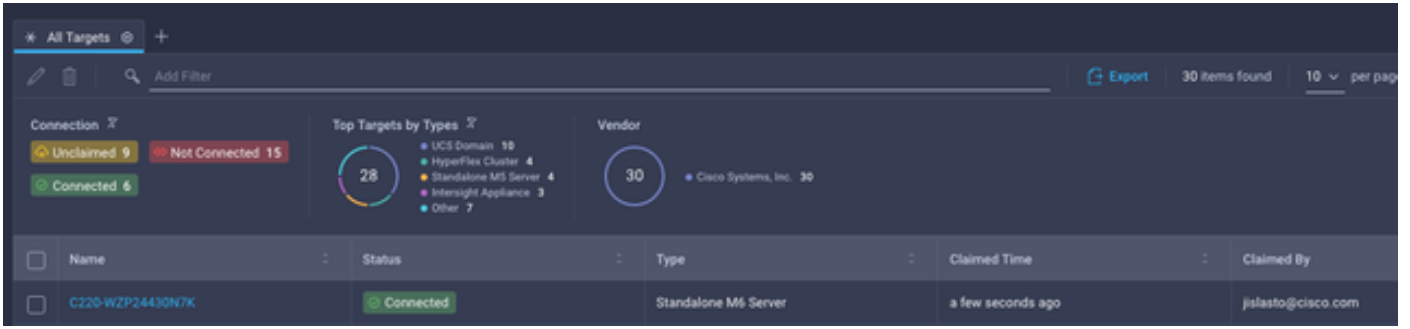 All Targets
Add Filter
Export
30 items found
10 per pag
Connection
Unclaimed 9
Not Connected 15
Connected 6
Top Targets by Types
28
UCS Domain 10
HyperFlex Cluster 4
Standalone M5 Server 4
Intersight Appliance 3
Other 7
Vendor
30
Cisco Systems, Inc. 30
Name Status Type Claimed Time Claimed By
C220-WZP24430N7K Connected Standalone M6 Server a few seconds ago jislasto@cisco.com